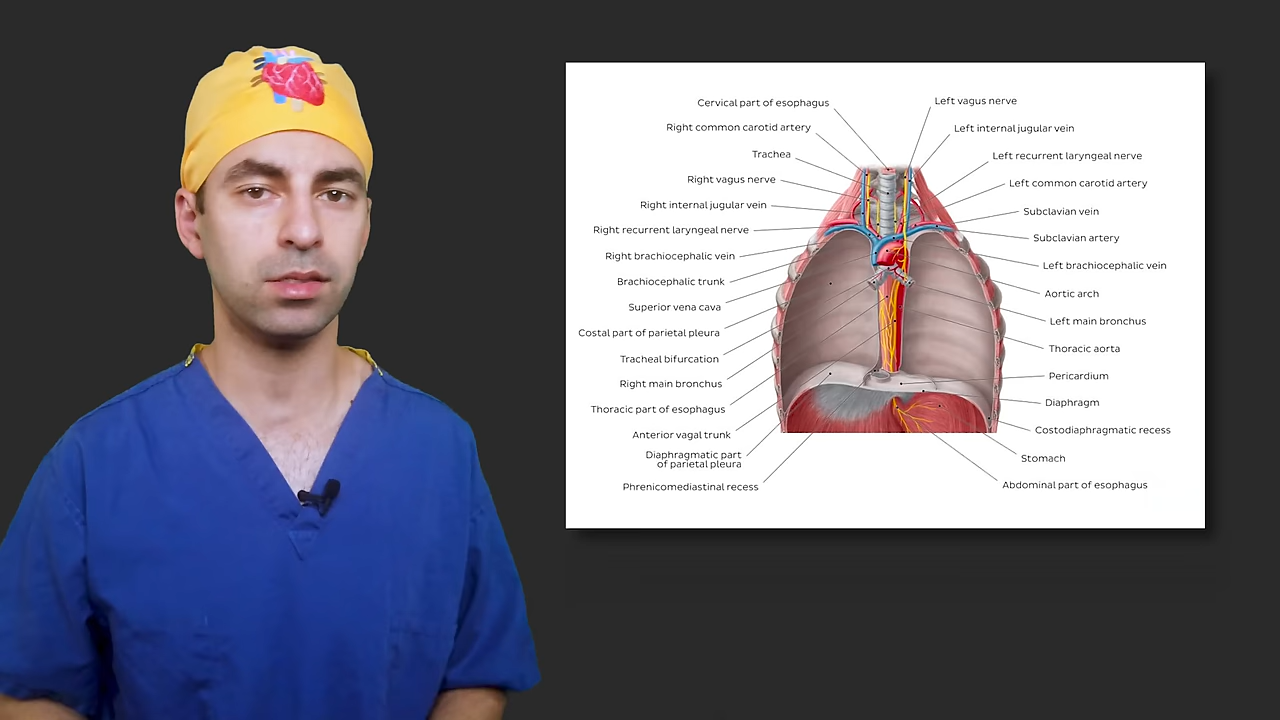 Cervical part of esophagus
Right common carotid artery
Trachea
Right vagus nerve
Right internal jugular vein
Right recurrent laryngeal nerve
Right brachiocephalic vein
Brachiocephalic trunk
Superior vena cava
Costal part of parietal pleura
Tracheal bifurcation
Right main bronchus
Thoracic part of esophagus
Anterior vagal trunk
Diaphragmatic part
of parietal pleura
Phrenicomediastinal recess
Left vagus nerve
Left internal jugular vein
Left recurrent laryngeal nerve
Left common carotid artery
Subclavian vein
Subclavian artery
Left brachiocephalic vein
Aortic arch
Left main bronchus
Thoracic aorta
Pericardium
Diaphragm
Costodiaphragmatic recess
Stomach
Abdominal part of esophagus